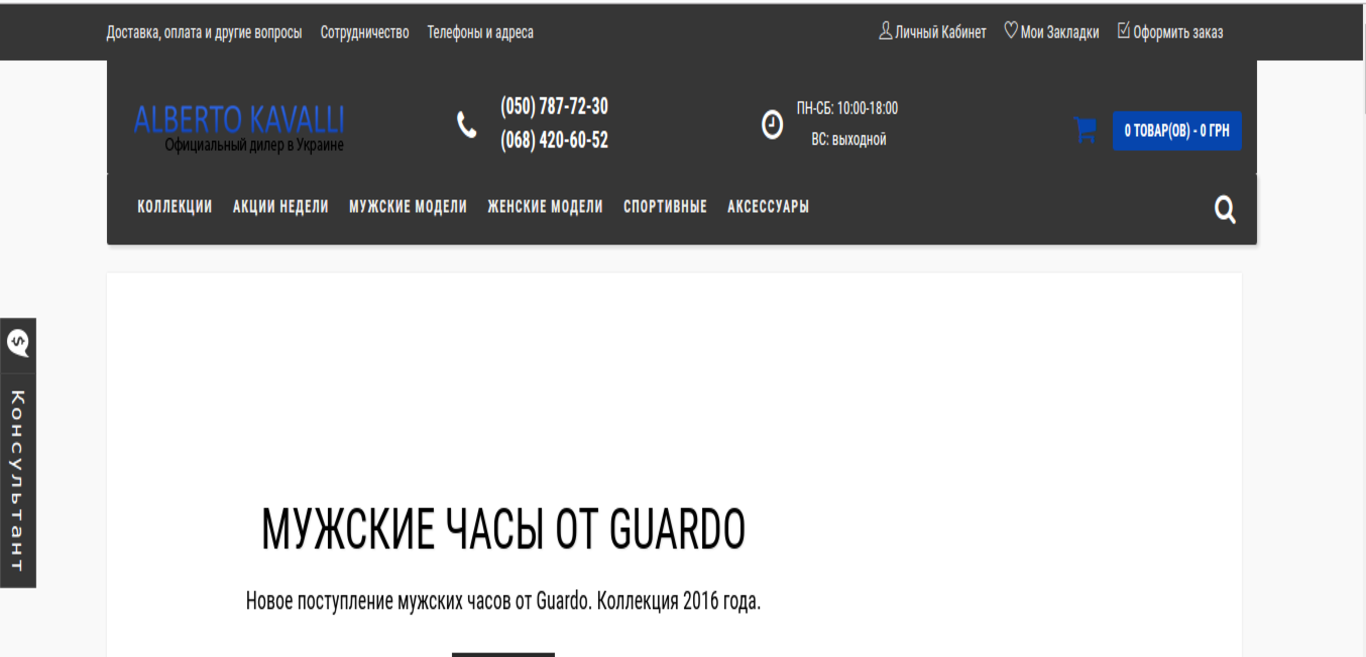 Доставка, оплата и другие вопросы Сотрудничество Телефоны и адреса Личный Кабинет Мои Закладки Оформить заказ
ALBERTO KAVALLI
Официальный дилер в Украине
(050) 787-72-30
(068) 420-60-52
ПН-СБ: 10:00-18:00
ВС: выходной
0 ТОВАР(ОВ) - 0 ГРН
КОЛЛЕКЦИИ АКЦИИ НЕДЕЛИ МУЖСКИЕ МОДЕЛИ ЖЕНСКИЕ МОДЕЛИ СПОРТИВНЫЕ АКСЕССУАРЫ
Консультант
МУЖСКИЕ ЧАСЫ ОТ GUARDO
Новое поступление мужских часов от Guardo. Коллекция 2016 года.